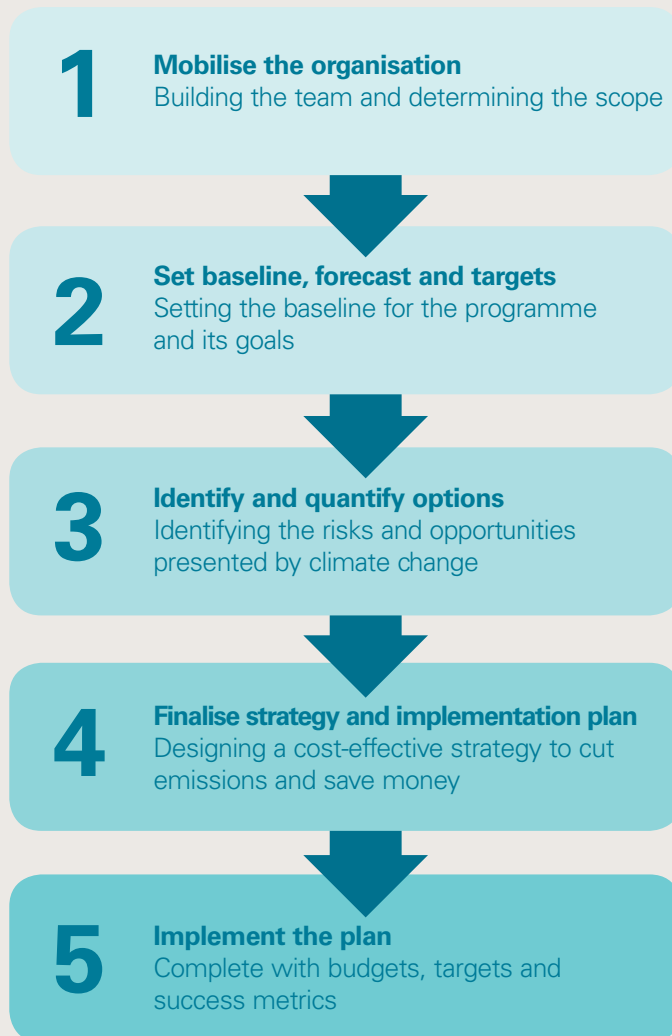 1
Mobilise the organisation
Building the team and determining the scope
2
Set baseline, forecast and targets
Setting the baseline for the programme
and its goals
3
Identify and quantify options
Identifying the risks and opportunities
presented by climate change
4
Finalise strategy and implementation plan
Designing a cost-effective strategy to cut
emissions and save money
5
Implement the plan
Complete with budgets, targets and
success metrics